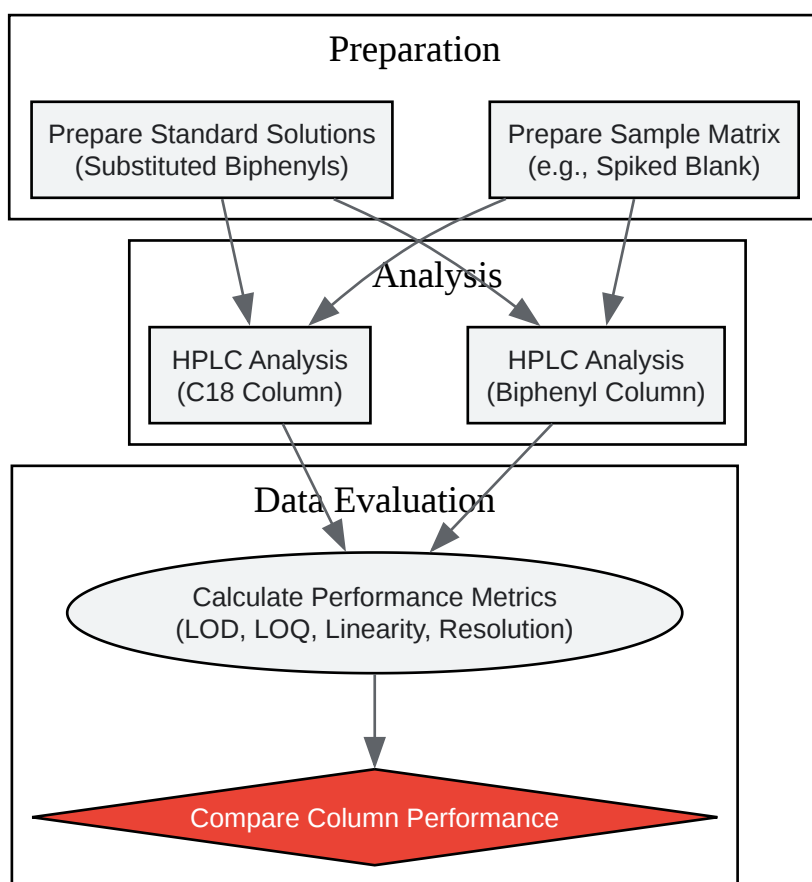 Preparation
Prepare Standard Solutions
(Substituted Biphenyls)
Prepare Sample Matrix
(e.g., Spiked Blank)
Analysis
HPLC Analysis
(C18 Column)
HPLC Analysis
(Biphenyl Column)
Data Evaluation
Calculate Performance Metrics
(LOD, LOQ, Linearity, Resolution)
Compare Column Performance